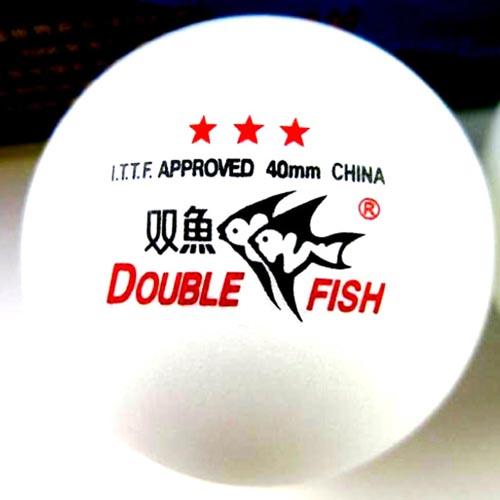 ★★★
I.T.T.F. APPROVED 40mm CHINA
双魚 ®
DOUBLE FISH